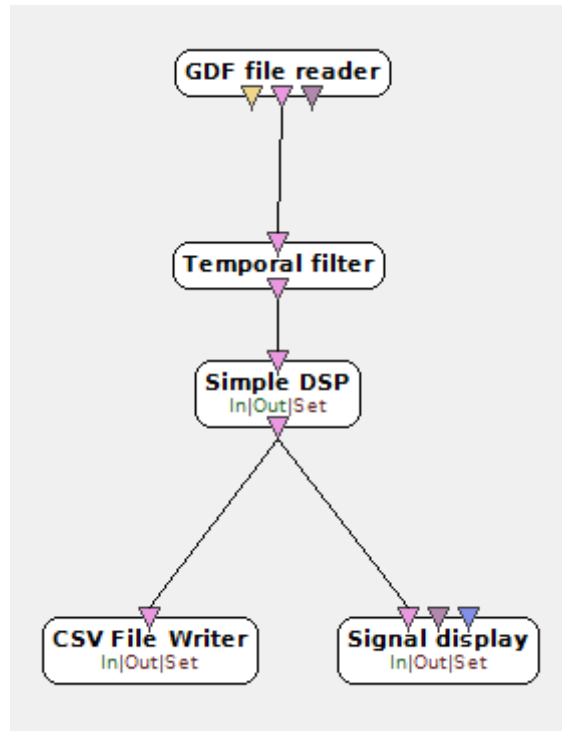 GDF file reader
Temporal filter
Simple DSP
In|Out|Set
CSV File Writer
In|Out|Set
Signal display
In|Out|Set